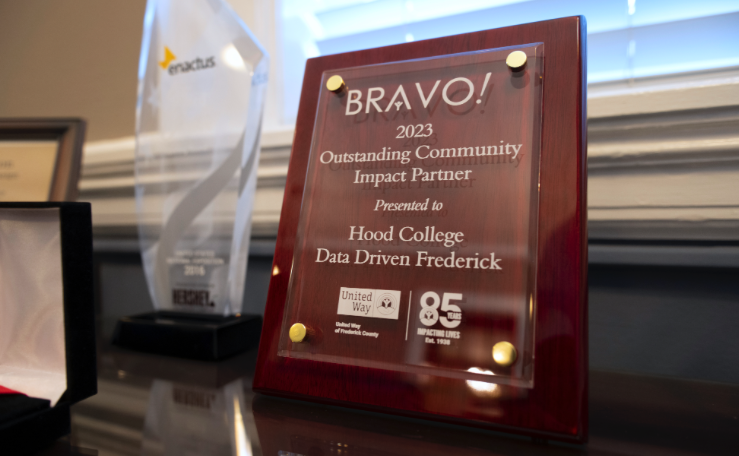 enactus
2016
HERSHEY
BRAVO!
2023
Outstanding Community
Impact Partner
Presented to
Hood College
Data Driven Frederick
United
Way
United Way
of Frederick County
85
YEARS
IMPACTING LIVES
Est. 1938